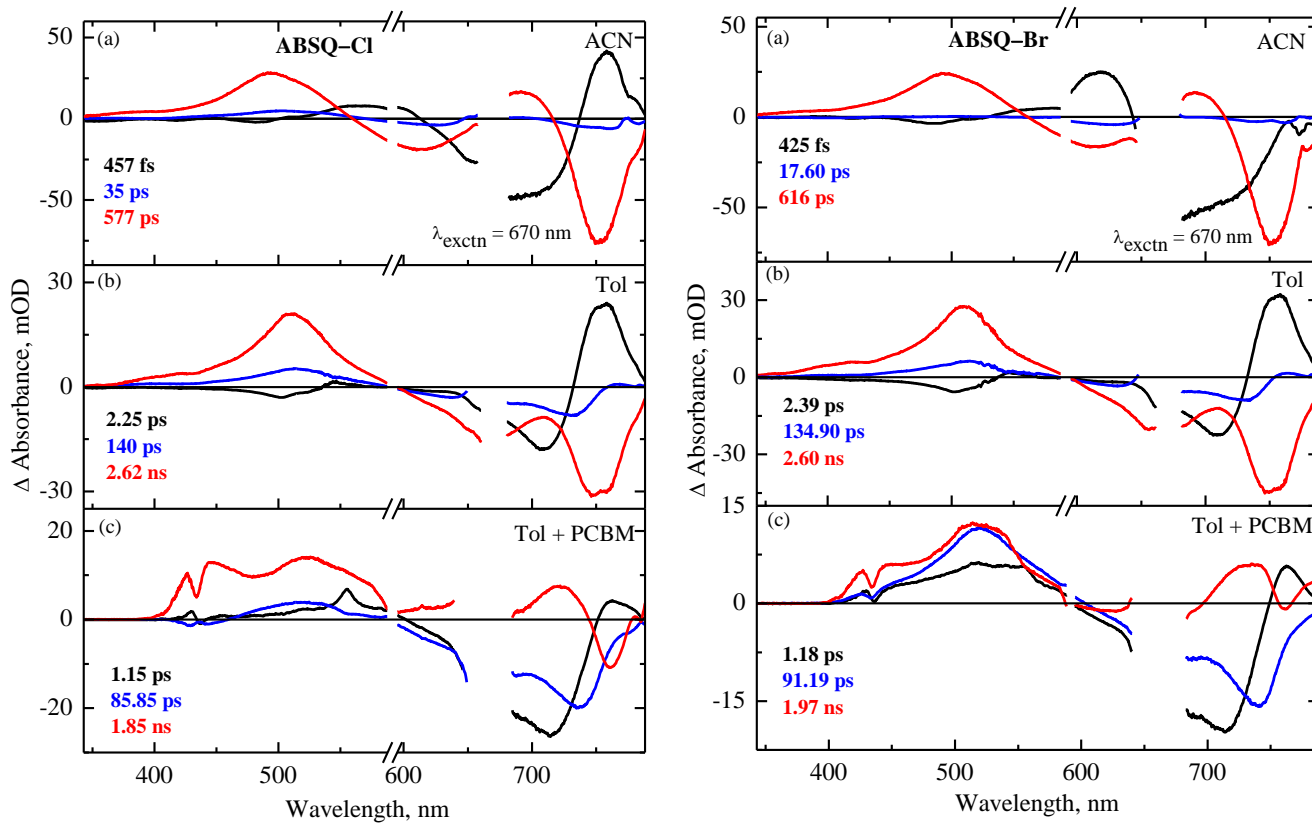 50
0
-50
(a)
ABSQ–Cl
ACN
457 fs
35 ps
577 ps
λexctn = 670 nm
30
0
-30
(b)
Tol
2.25 ps
140 ps
2.62 ns
20
0
-20
(c)
Tol + PCBM
1.15 ps
85.85 ps
1.85 ns
400 500 600 700
Wavelength, nm
Δ Absorbance, mOD
50
0
-50
(a)
ABSQ–Br
ACN
425 fs
17.60 ps
616 ps
λexctn = 670 nm
30
0
-30
(b)
Tol
2.39 ps
134.90 ps
2.60 ns
15
0
-15
(c)
Tol + PCBM
1.18 ps
91.19 ps
1.97 ns
400 500 600 700
Wavelength, nm
Δ Absorbance, mOD